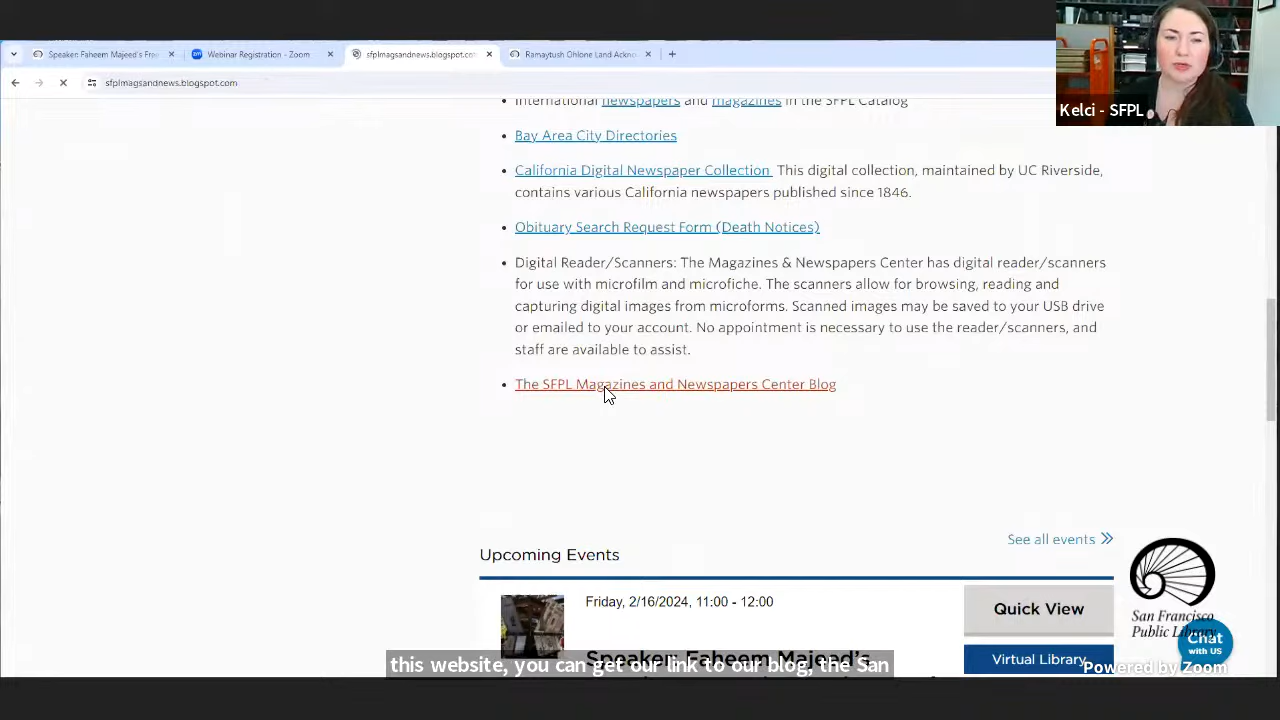 Speaker: Faheem Majeed's Free
Webinar Registration - Zoom
sfplmagsandnews.blogspot.com
Ramaytush Ohlone Land Ackno
sfplmagsandnews.blogspot.com
Kelci - SFPL
International newspapers and magazines in the SFPL Catalog
Bay Area City Directories
California Digital Newspaper Collection This digital collection, maintained by UC Riverside,
contains various California newspapers published since 1846.
Obituary Search Request Form (Death Notices)
Digital Reader/Scanners: The Magazines & Newspapers Center has digital reader/scanners
for use with microfilm and microfiche. The scanners allow for browsing, reading and
capturing digital images from microforms. Scanned images may be saved to your USB drive
or emailed to your account. No appointment is necessary to use the reader/scanners, and
staff are available to assist.
The SFPL Magazines and Newspapers Center Blog
See all events
Upcoming Events
Friday, 2/16/2024, 11:00 - 12:00
Quick View
Speaker: Faheem Majeed's
Virtual Library
San Francisco
Public Library
Chat
with US
this website, you can get our link to our blog, the San
Powered by Zoom